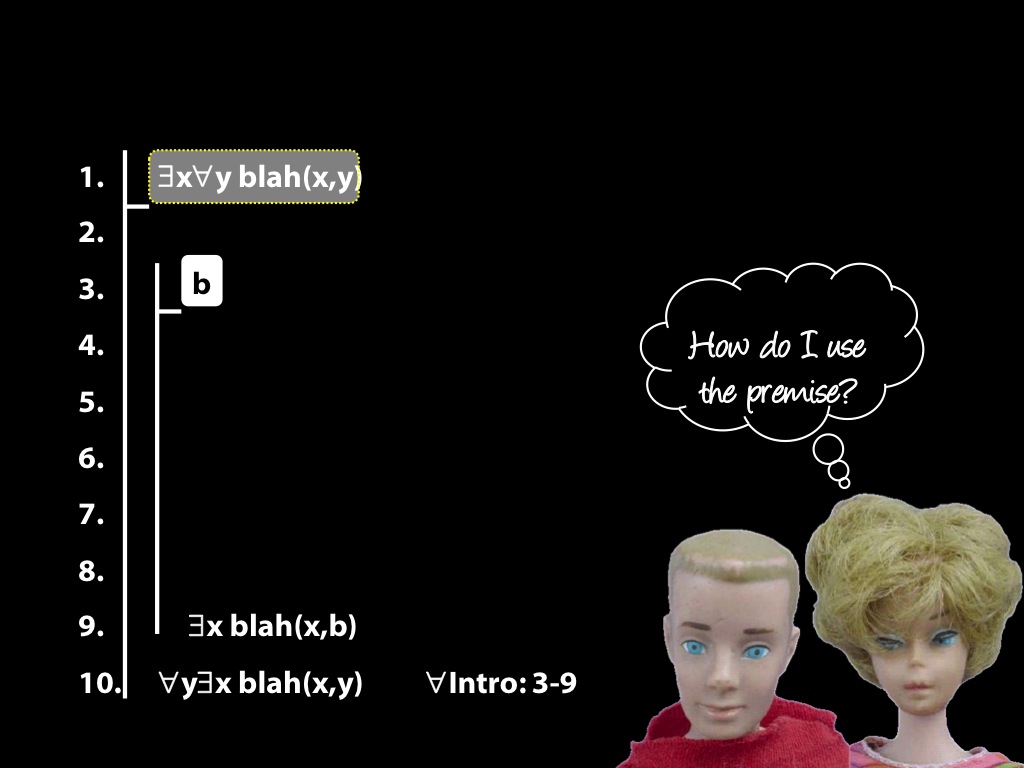 1. ∃x∀y blah(x,y)
2.
3. b
4.
5.
6.
7.
8.
9. ∃x blah(x,b)
10. ∀y∃x blah(x,y) ∀Intro: 3-9
How do I use
the premise?